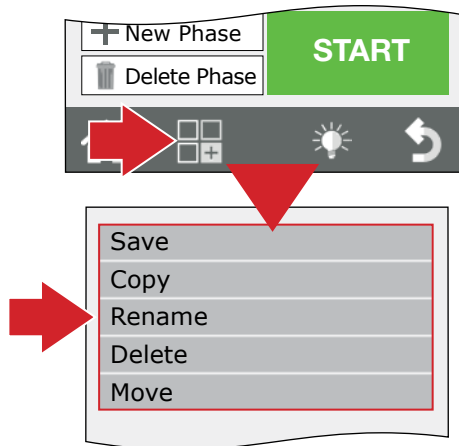 New Phase
START
Delete Phase
Save
Copy
Rename
Delete
Move